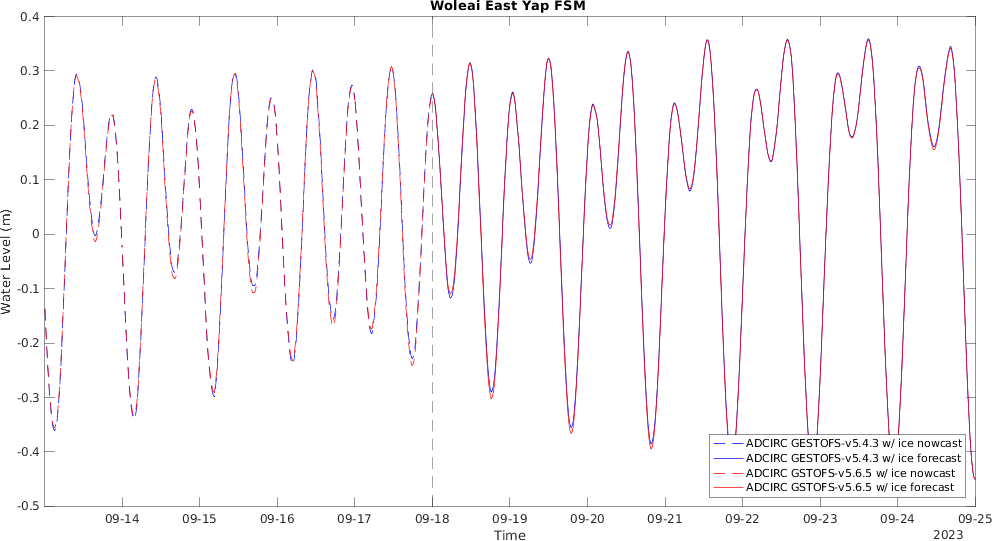 Woleai East Yap FSM
0.4
0.3
0.2
0.1
0
-0.1
-0.2
-0.3
-0.4
-0.5
Water Level (m)
ADCIRC GESTOFS-v5.4.3 w/ ice nowcast
ADCIRC GESTOFS-v5.4.3 w/ ice forecast
ADCIRC GSTOFS-v5.6.5 w/ ice nowcast
ADCIRC GSTOFS-v5.6.5 w/ ice forecast
09-14 09-15 09-16 09-17 09-18 09-19 09-20 09-21 09-22 09-23 09-24 09-25
Time
2023